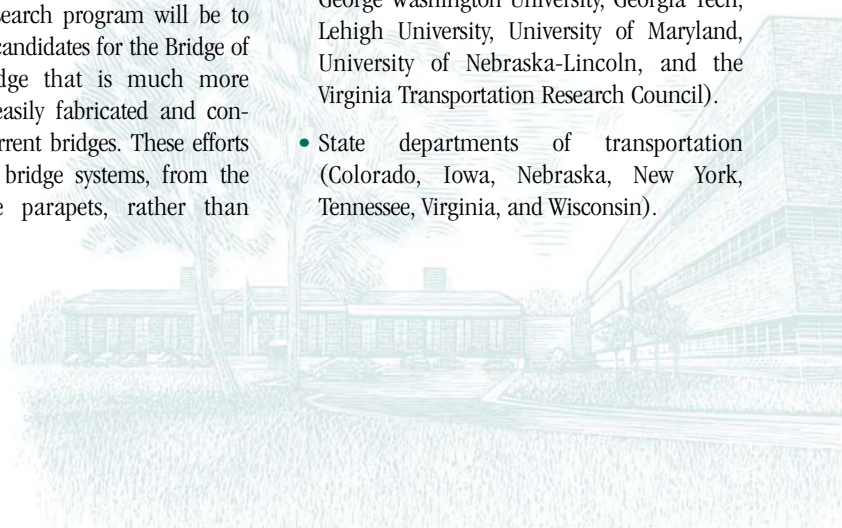 search program will be to
candidates for the Bridge of
dge that is much more
easily fabricated and con-
rrent bridges. These efforts
bridge systems, from the
e parapets, rather than
George Washington University, Georgia Tech,
Lehigh University, University of Maryland,
University of Nebraska-Lincoln, and the
Virginia Transportation Research Council).
• State departments of transportation
(Colorado, Iowa, Nebraska, New York,
Tennessee, Virginia, and Wisconsin).